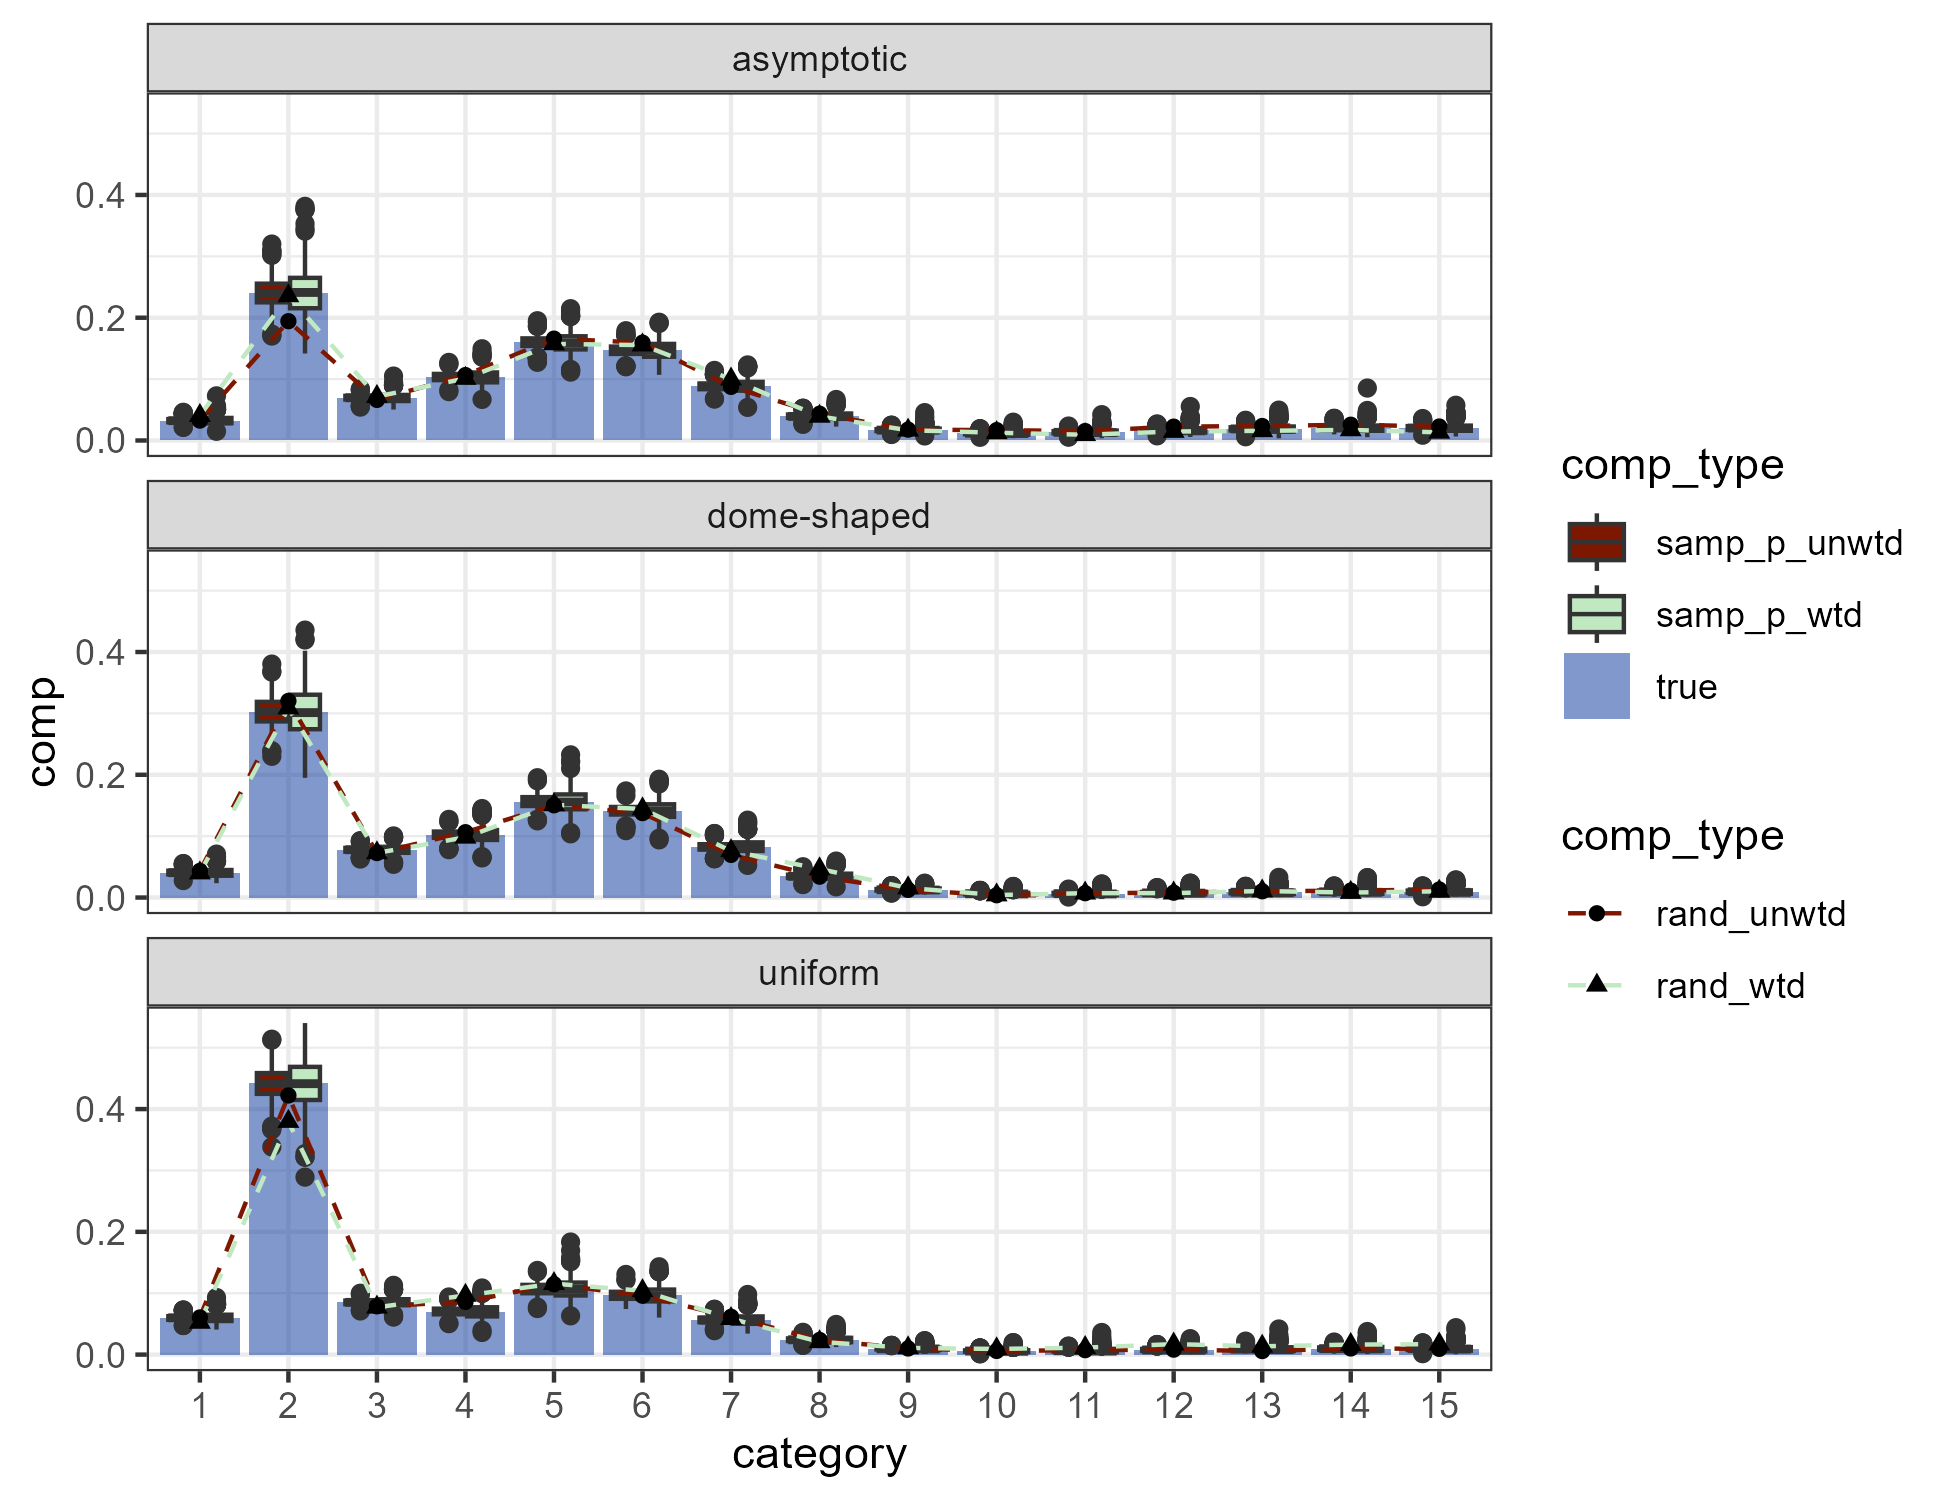 asymptotic
0.4
0.2
0.0
dome-shaped
0.4
0.2
0.0
uniform
0.4
0.2
0.0
1 2 3 4 5 6 7 8 9 10 11 12 13 14 15
category
comp
comp_type
samp_p_unwtd
samp_p_wtd
true
comp_type
rand_unwtd
rand_wtd